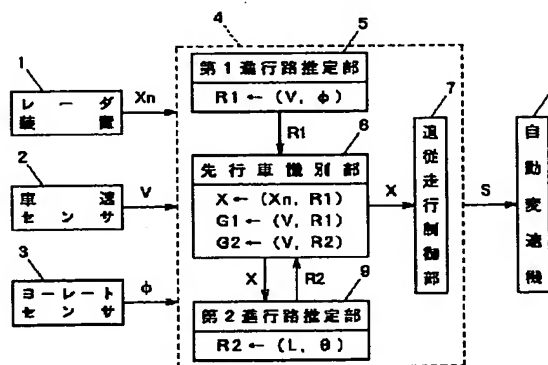 4
5
第1進行路推定部
R1 ← (V, φ)
1
レーダ
装置
Xn
R1
6
先行車識別部
X ← (Xn, R1)
G1 ← (V, R1)
G2 ← (V, R2)
2
車速
センサ
V
X
7
追従走行制御部
S
自動変速機
3
ヨーレート
センサ
φ
X
R2
9
第2進行路推定部
R2 ← (L, θ)